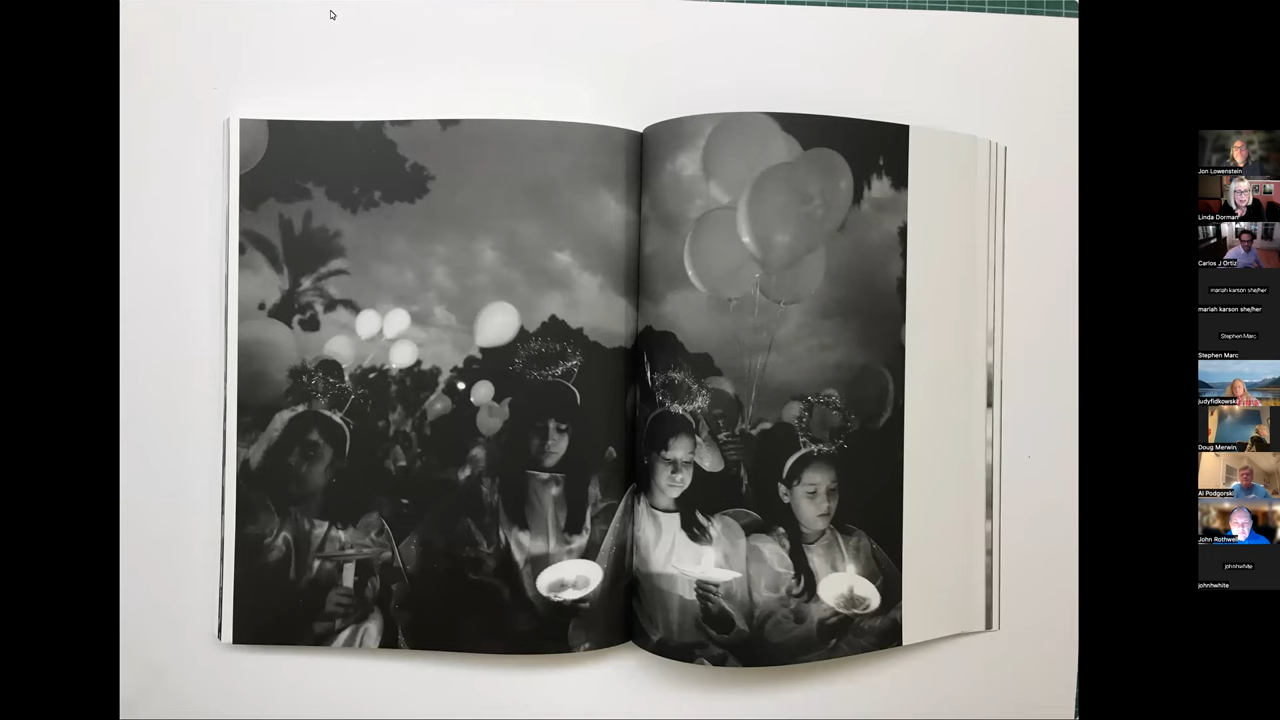 Jon Lowenstein
Linda Dorman
Carlos J Ortiz
mariah karson she/her
mariah karson she/her
Stephen Marc
Stephen Marc
judyfidkowski
Doug Merwin
Al Podgorski
John Rothwell
johnhwhite
johnhwhite